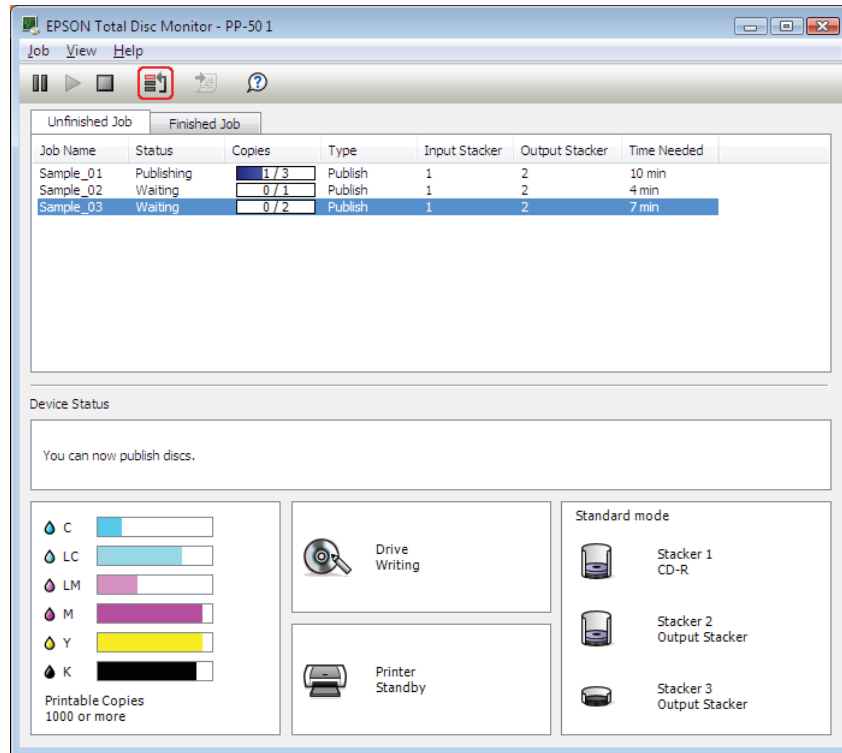 EPSON Total Disc Monitor - PP-50 1
Job View Help
Unfinished Job Finished Job
Job Name Status Copies Type Input Stacker Output Stacker Time Needed
Sample_01 Publishing 1 / 3 Publish 1 2 10 min
Sample_02 Waiting 0 / 1 Publish 1 2 4 min
Sample_03 Waiting 0 / 2 Publish 1 2 7 min
Device Status
You can now publish discs.
C
LC
LM
M
Y
K
Printable Copies
1000 or more
Drive
Writing
Printer
Standby
Standard mode
Stacker 1
CD-R
Stacker 2
Output Stacker
Stacker 3
Output Stacker